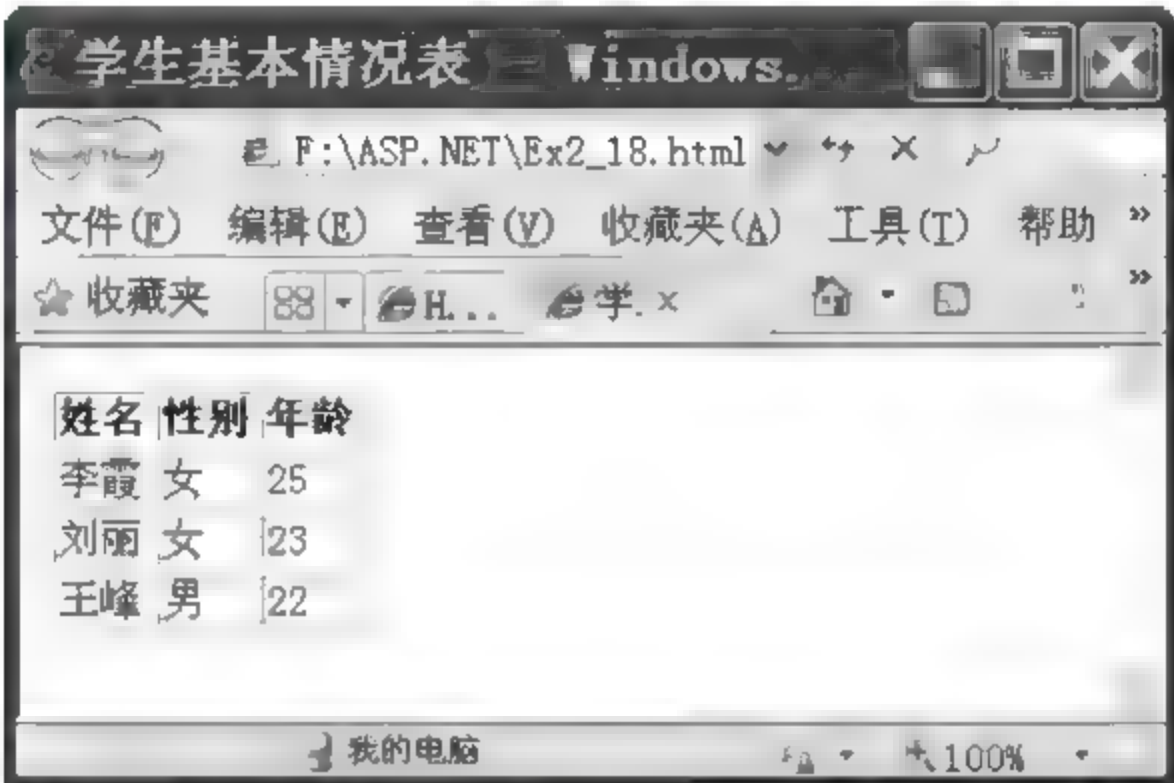 学生基本情况表 - Windows.
F:\ASP.NET\Ex2_18.html
文件(F) 编辑(E) 查看(V) 收藏夹(A) 工具(T) 帮助 »
收藏夹 H... 学. × »
姓名 性别 年龄
李霞 女 25
刘丽 女 23
王峰 男 22
我的电脑 100%